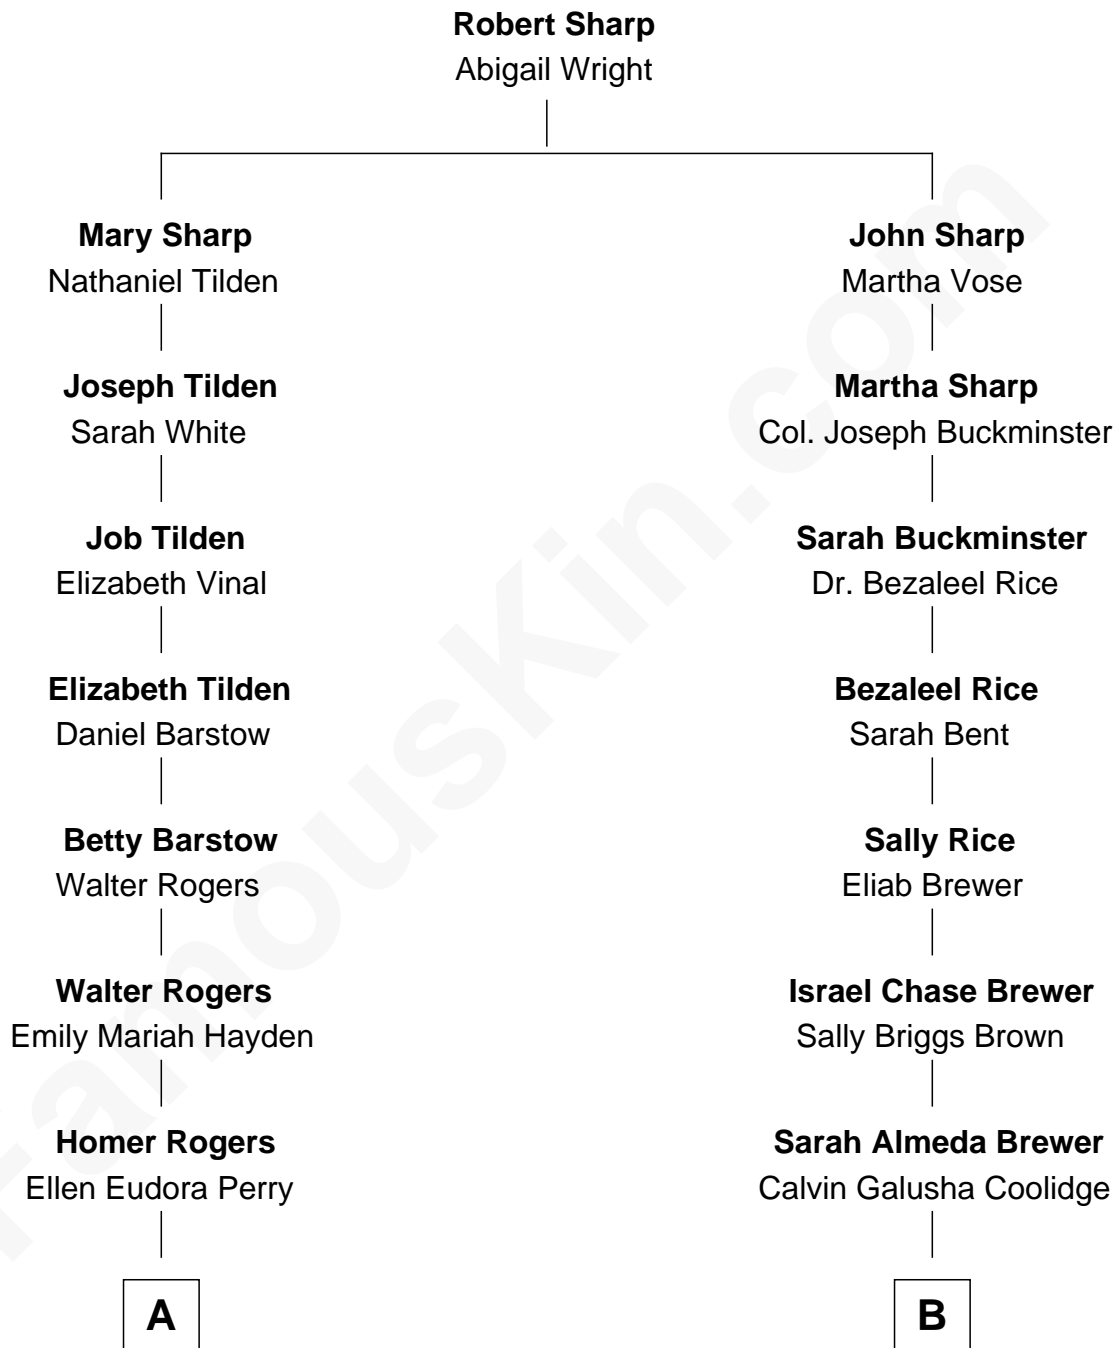 Robert Sharp
Abigail Wright
Mary Sharp
Nathaniel Tilden
John Sharp
Martha Vose
Joseph Tilden
Sarah White
Martha Sharp
Col. Joseph Buckminster
Job Tilden
Elizabeth Vinal
Sarah Buckminster
Dr. Bezaleel Rice
Elizabeth Tilden
Daniel Barstow
Bezaleel Rice
Sarah Bent
Betty Barstow
Walter Rogers
Sally Rice
Eliab Brewer
Walter Rogers
Emily Mariah Hayden
Israel Chase Brewer
Sally Briggs Brown
Homer Rogers
Ellen Eudora Perry
Sarah Almeda Brewer
Calvin Galusha Coolidge
A
B
FamousKin.com